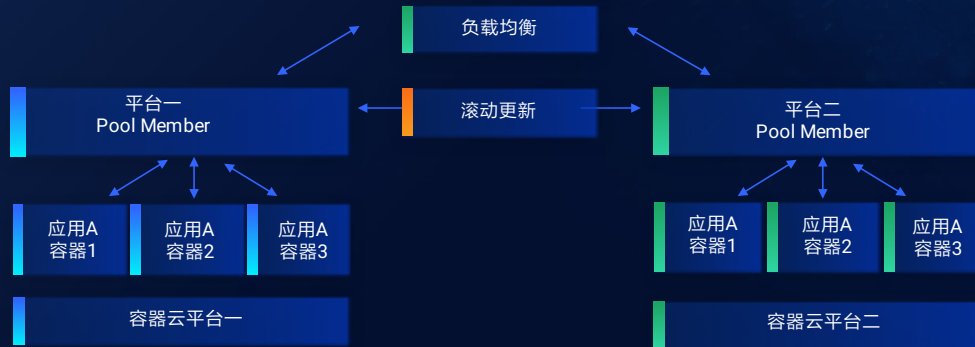 负载均衡
平台一
Pool Member
滚动更新
平台二
Pool Member
应用A
容器1
应用A
容器2
应用A
容器3
应用A
容器1
应用A
容器2
应用A
容器3
容器云平台一
容器云平台二